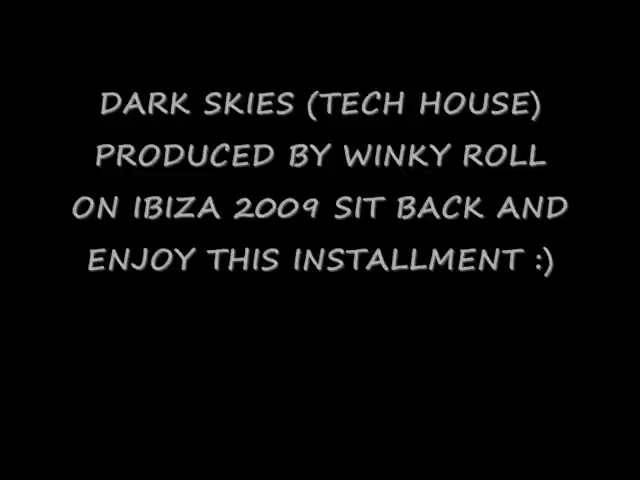 DARK SKIES (TECH HOUSE)
PRODUCED BY WINKY ROLL
ON IBIZA 2009 SIT BACK AND
ENJOY THIS INSTALLMENT :)